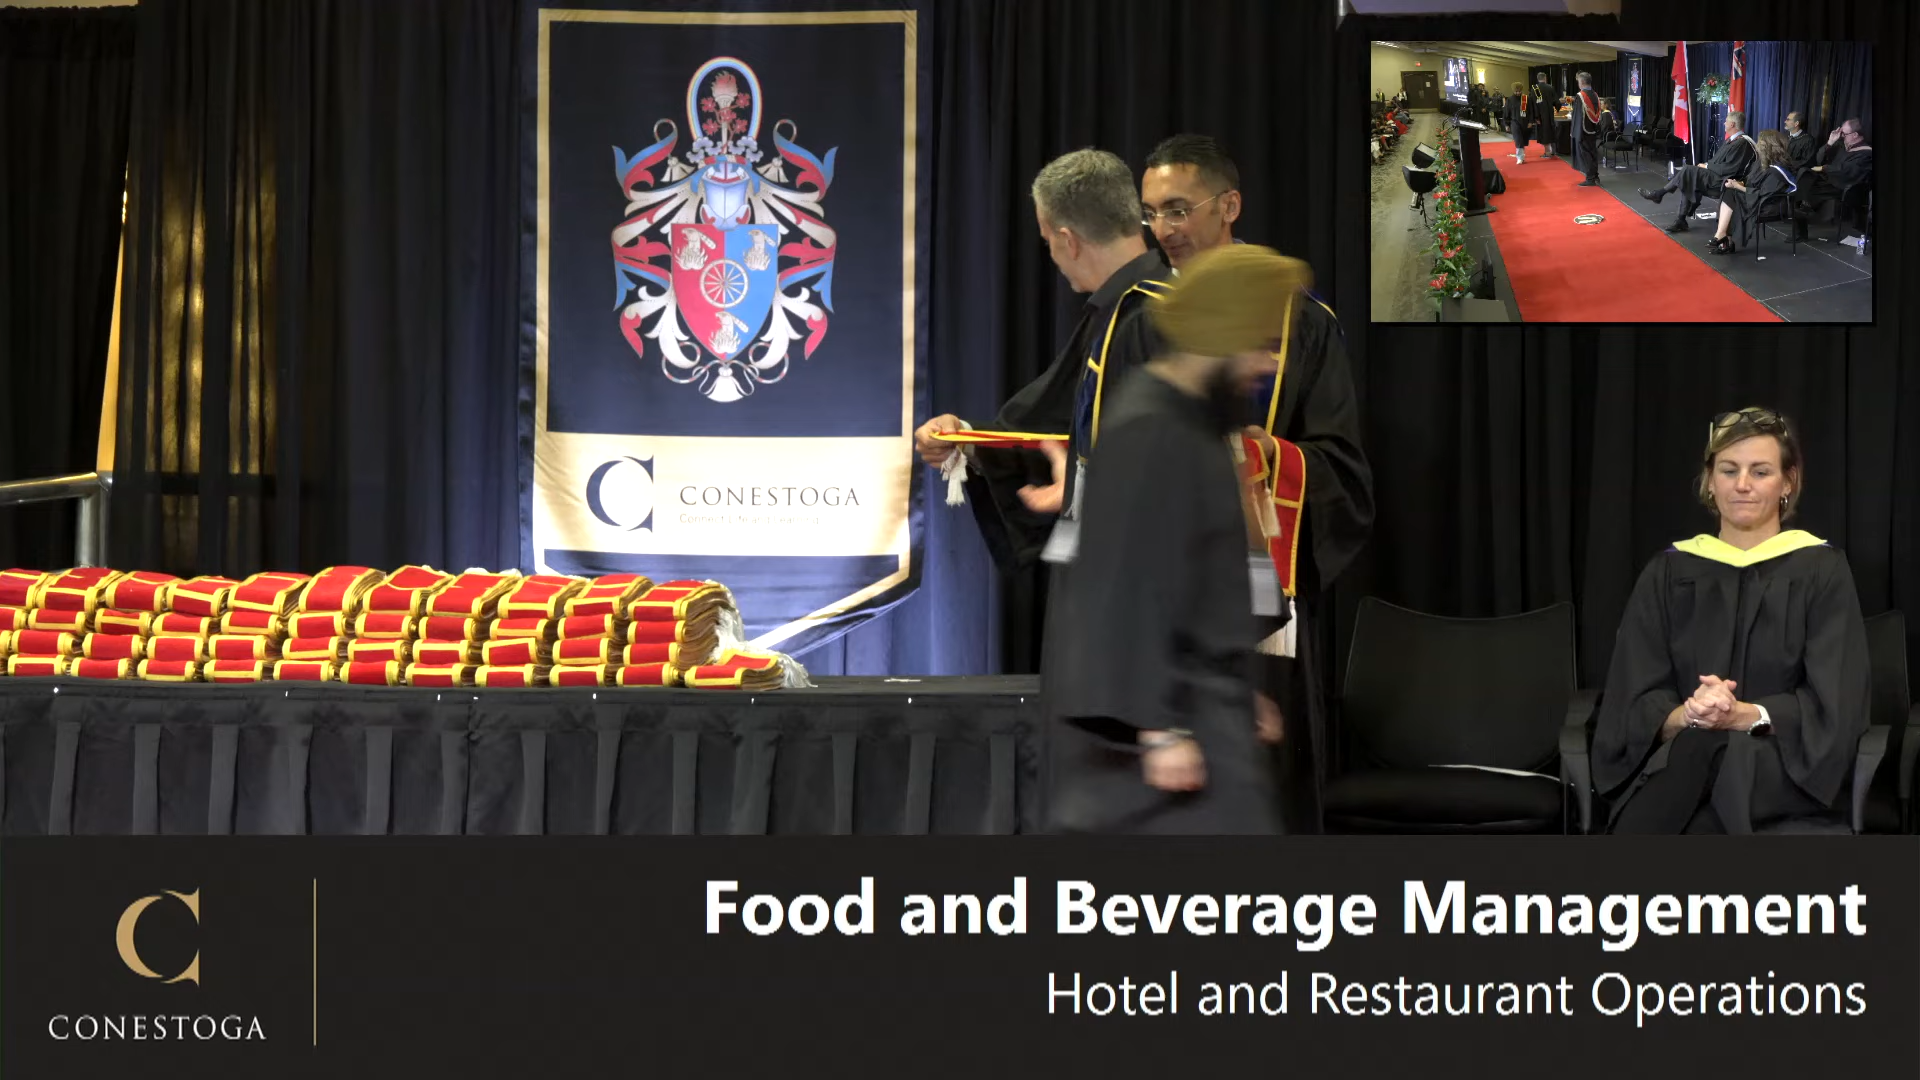 CONESTOGA
Food and Beverage Management
Hotel and Restaurant Operations
CONESTOGA